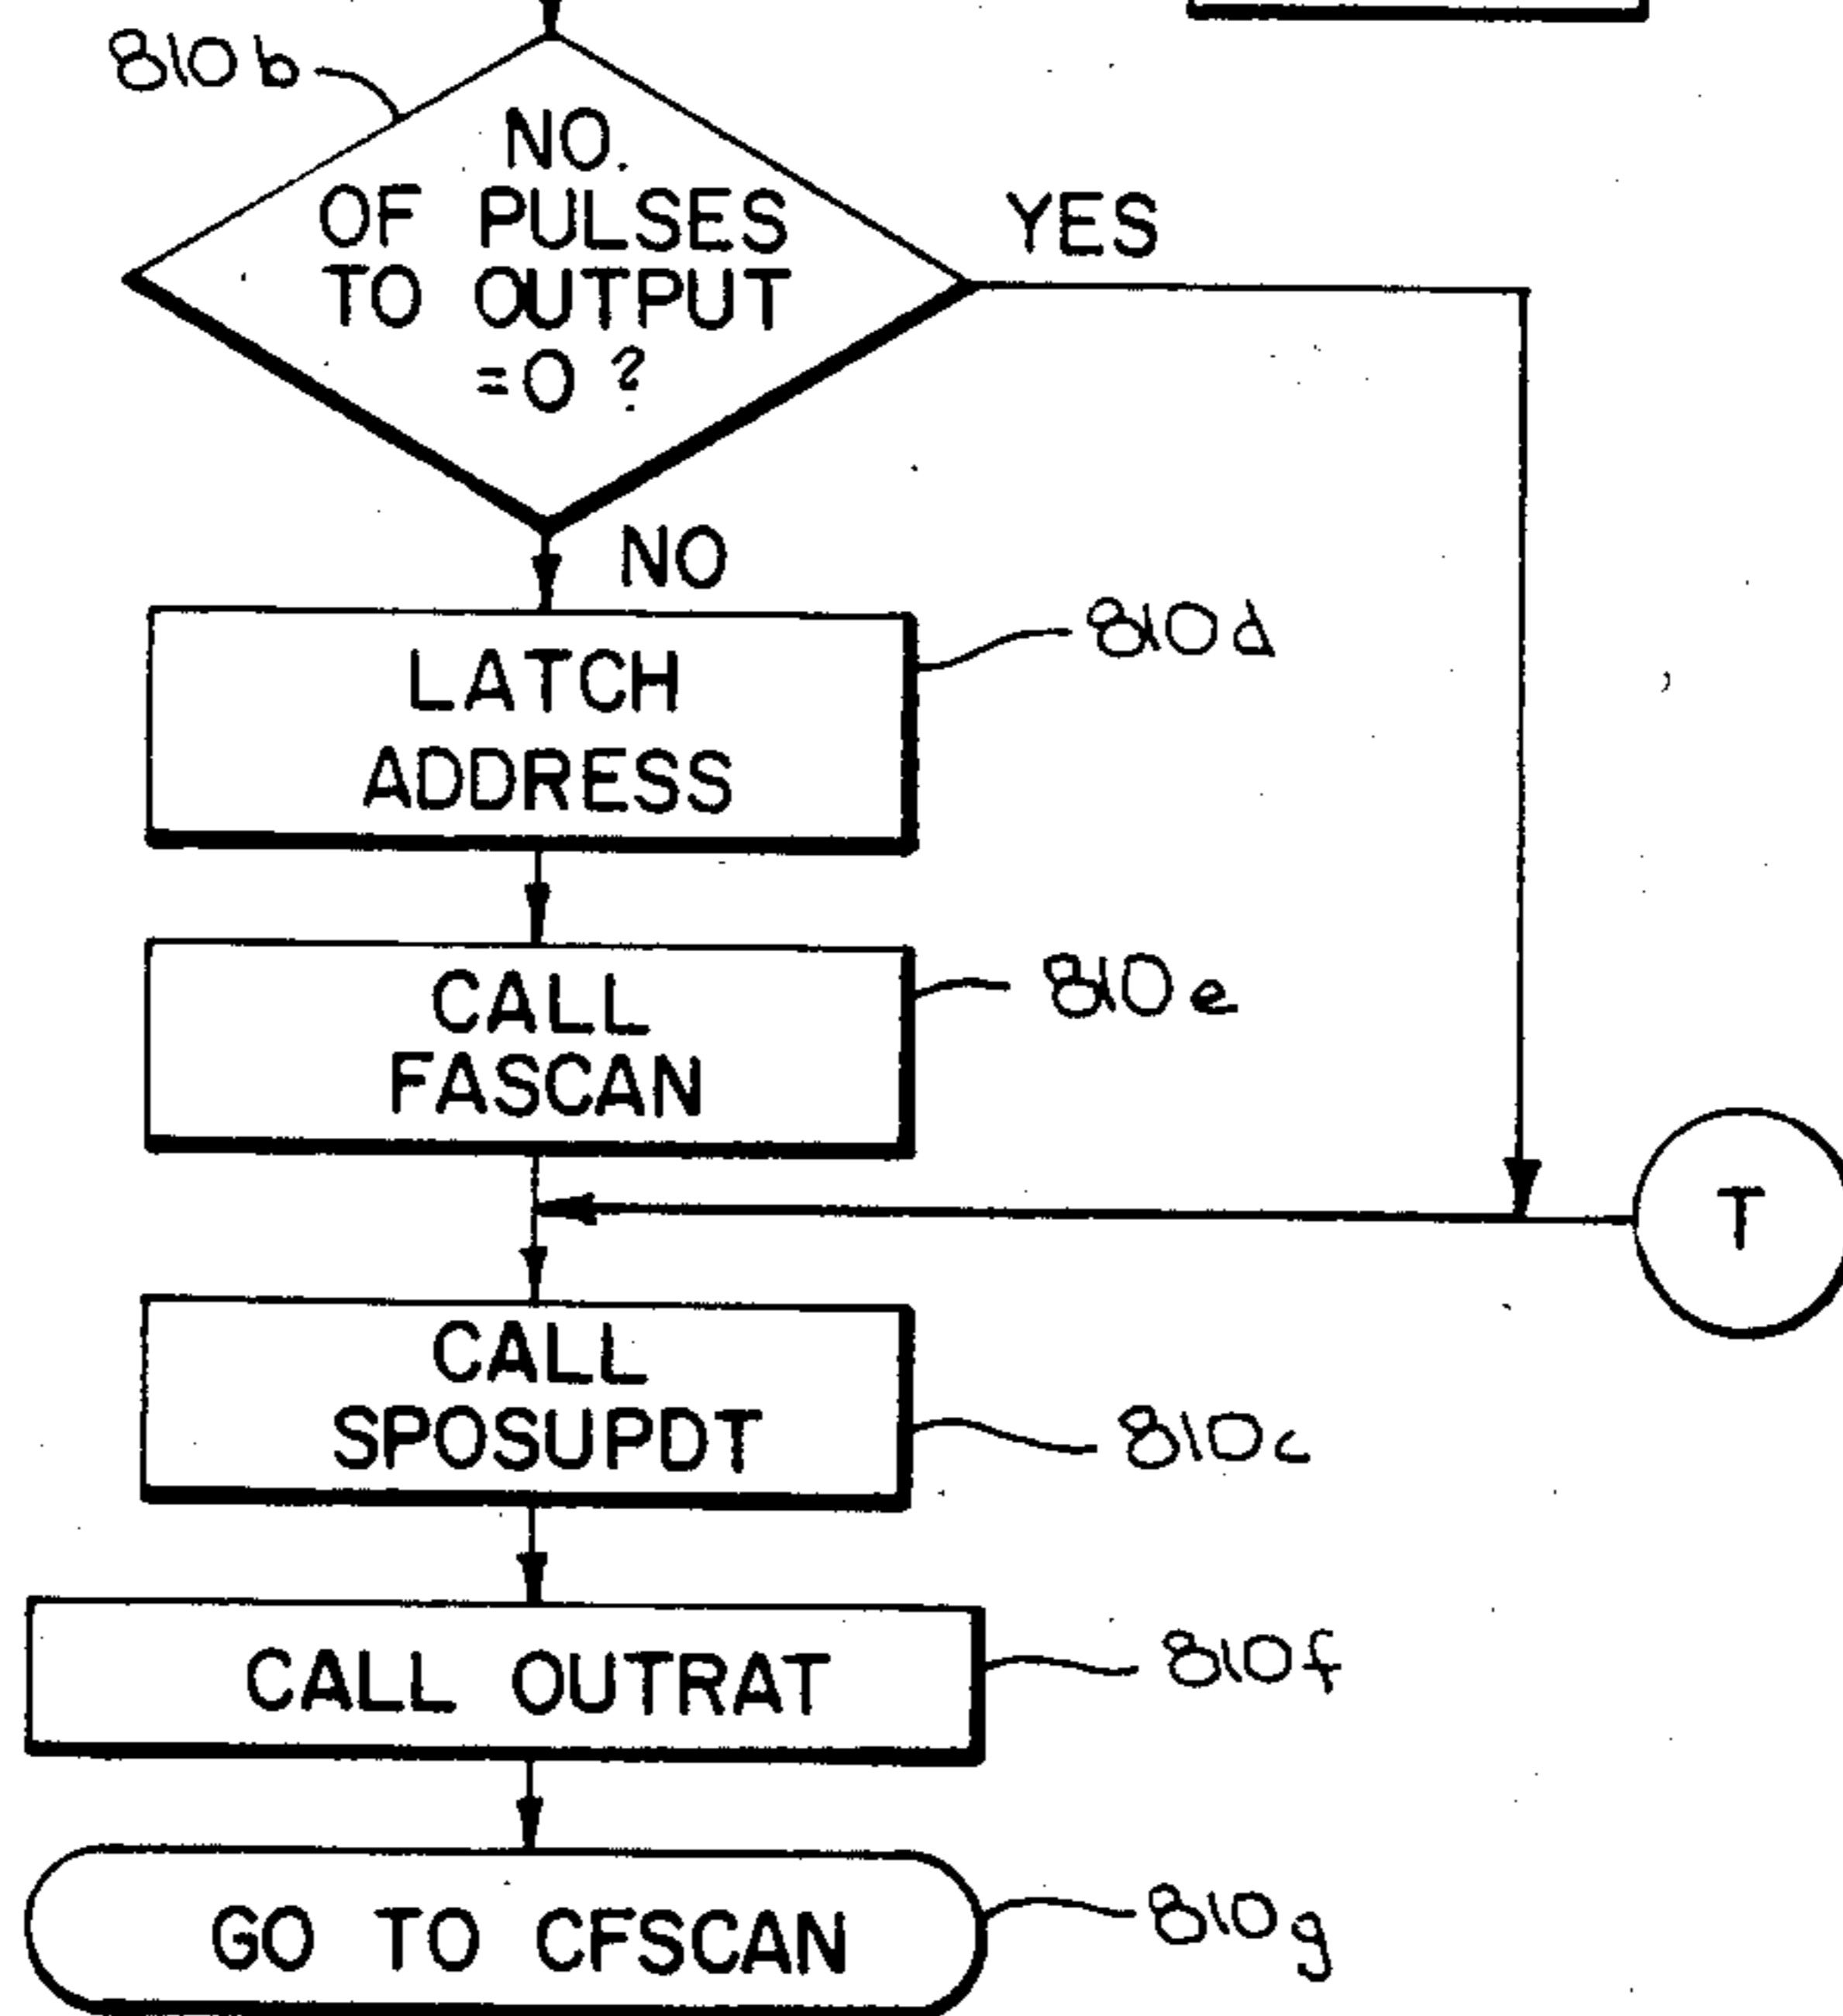 810b
NO.
OF PULSES
TO OUTPUT
=0 ?
YES
NO
LATCH
ADDRESS
810d
CALL
FASCAN
810e
T
CALL
SPOSUPDT
810c
CALL OUTRAT
810f
GO TO CFSCAN
810g